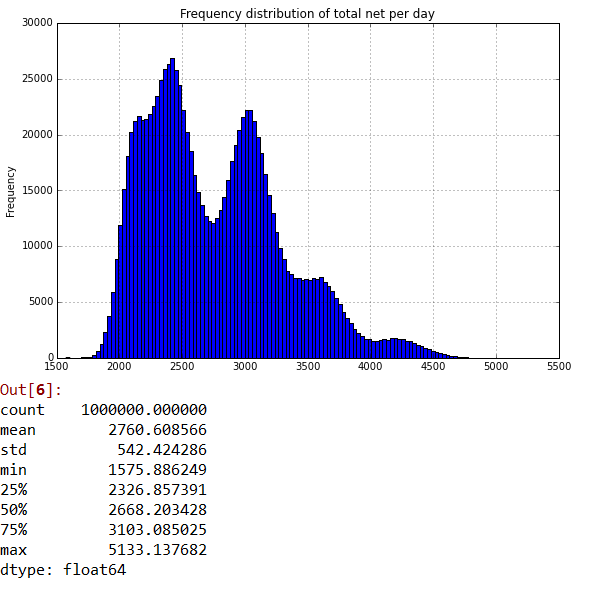 Frequency distribution of total net per day
30000
25000
20000
15000
10000
5000
0
Frequency
1500 2000 2500 3000 3500 4000 4500 5000 5500
Out[6]:
count 1000000.000000
mean 2760.608566
std 542.424286
min 1575.886249
25% 2326.857391
50% 2668.203428
75% 3103.085025
max 5133.137682
dtype: float64